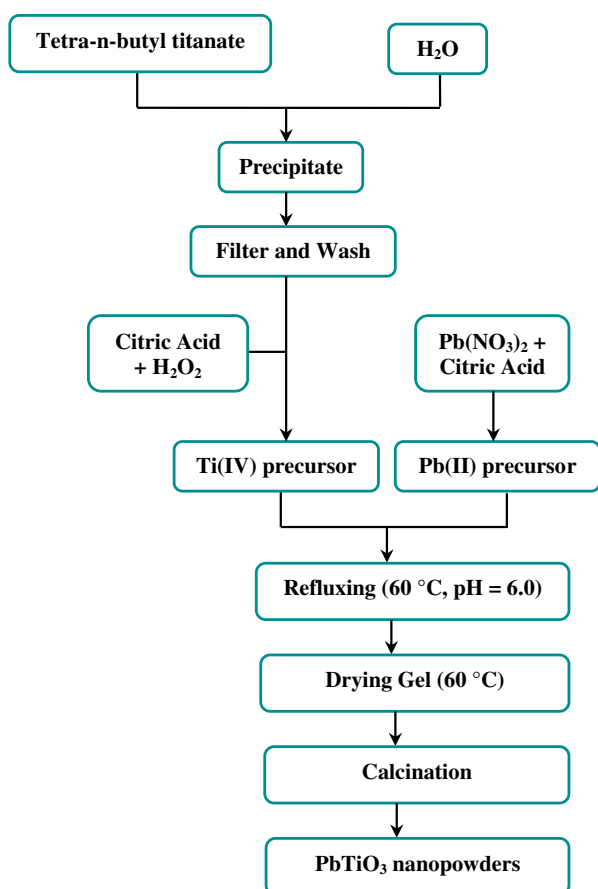 Tetra-n-butyl titanate
H₂O
Precipitate
Filter and Wash
Citric Acid
+ H₂O₂
Pb(NO₃)₂ +
Citric Acid
Ti(IV) precursor
Pb(II) precursor
Refluxing (60 °C, pH = 6.0)
Drying Gel (60 °C)
Calcination
PbTiO₃ nanopowders